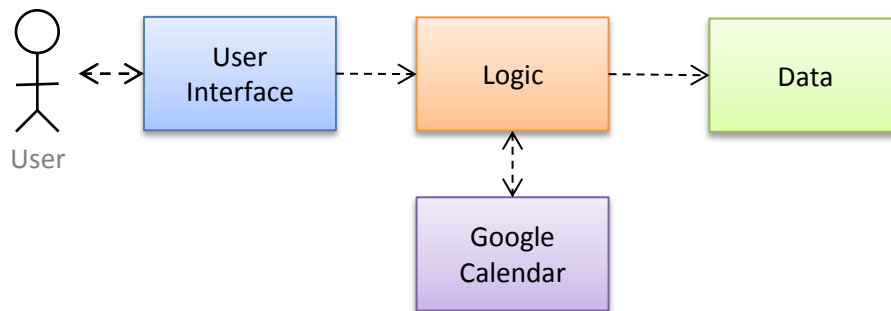 User
Interface
Logic
Data
User
Google
Calendar